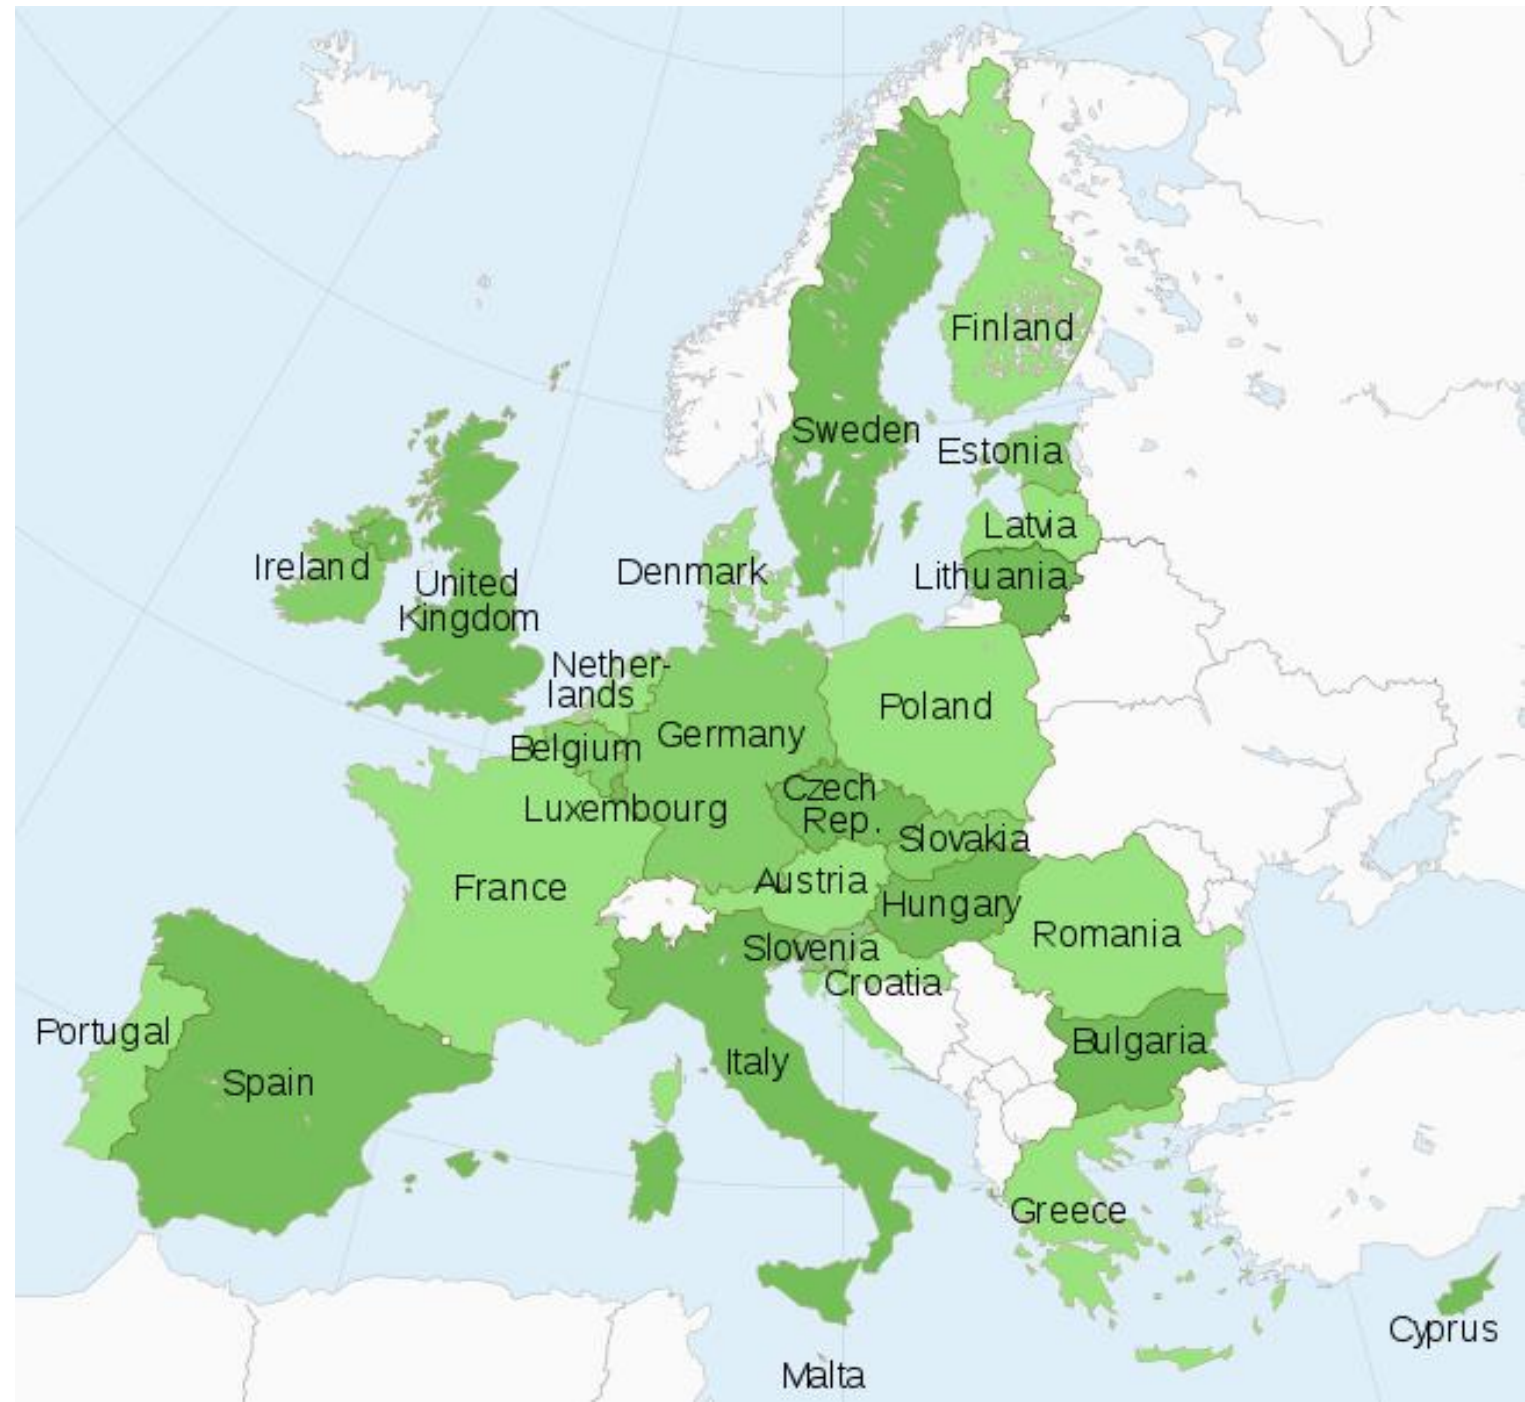 Finland
Sweden
Estonia
Latvia
Ireland
Denmark
Lithuania
United
Kingdom
Nether-
lands
Poland
Belgium
Germany
Czech
Rep.
Luxembourg
Slovakia
France
Austria
Hungary
Romania
Slovenia
Croatia
Portugal
Bulgaria
Italy
Spain
Greece
Cyprus
Malta